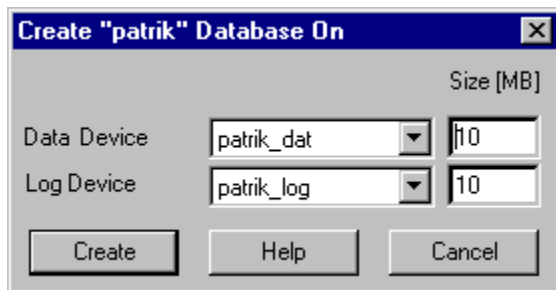 Create "patrik" Database On
Size [MB]
Data Device patrik_dat 10
Log Device patrik_log 10
Create Help Cancel